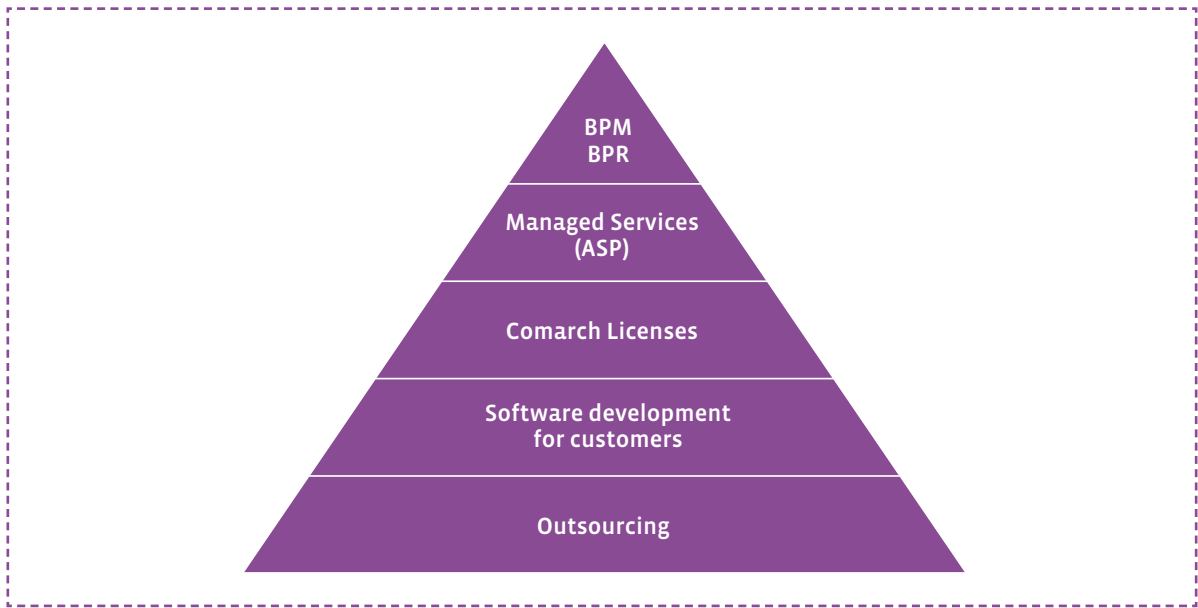 BPM
BPR
Managed Services
(ASP)
Comarch Licenses
Software development
for customers
Outsourcing